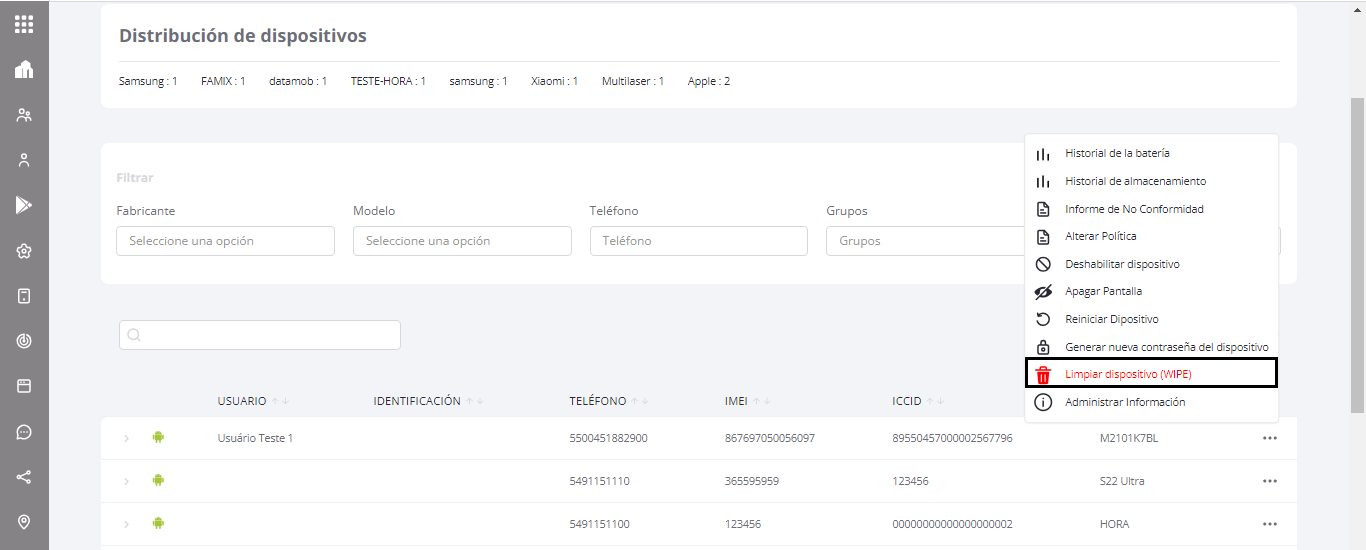 Distribución de dispositivos
Samsung : 1 FAMIX : 1 datamob : 1 TESTE-HORA : 1 samsung : 1 Xiaomi : 1 Multilaser : 1 Apple : 2
Filtrar
Fabricante Modelo Teléfono Grupos
Seleccione una opción Seleccione una opción Teléfono Grupos
Historial de la batería
Historial de almacenamiento
Informe de No Conformidad
Alterar Política
Deshabilitar dispositivo
Apagar Pantalla
Reiniciar Dipositivo
Generar nueva contraseña del dispositivo
Limpiar dispositivo (WIPE)
Administrar Información
USUARIO IDENTIFICACIÓN TELÉFONO IMEI ICCID
Usuário Teste 1 5500451882900 867697050056097 89550457000002567796 M2101K7BL
5491151110 365595959 123456 S22 Ultra
5491151100 123456 00000000000000000002 HORA